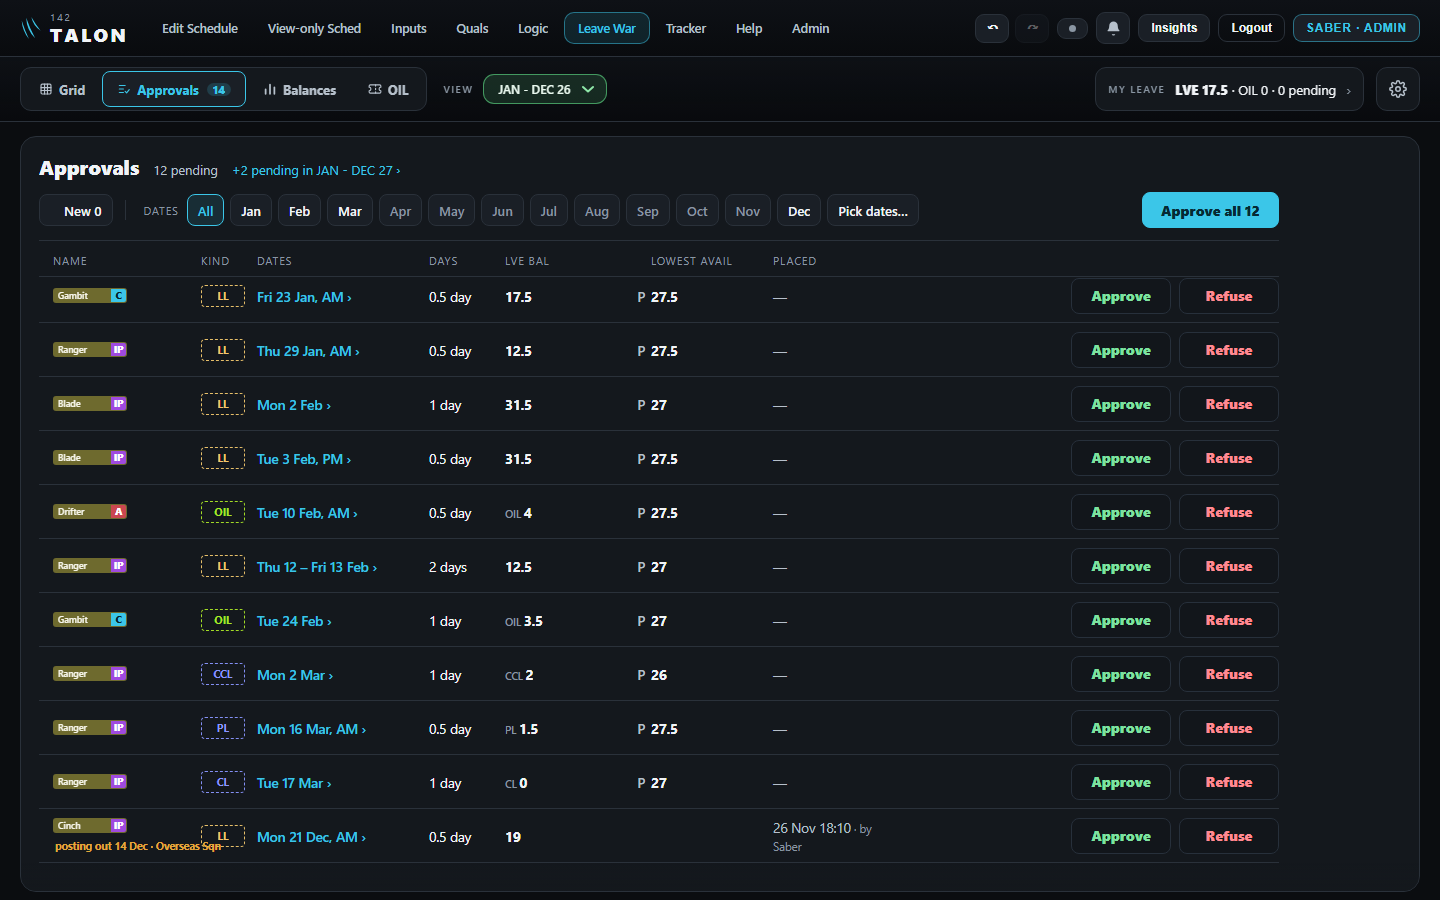 142
TALON
Edit Schedule
View-only Sched
Inputs
Quals
Logic
Leave War
Tracker
Help
Admin
Insights
Logout
SABER · ADMIN
Grid
Approvals 14
Balances
OIL
VIEW
JAN - DEC 26
MY LEAVE LVE 17.5 · OIL 0 · 0 pending ›
Approvals 12 pending +2 pending in JAN - DEC 27 ›
New 0 DATES All Jan Feb Mar Apr May Jun Jul Aug Sep Oct Nov Dec Pick dates... Approve all 12
NAME KIND DATES DAYS LVE BAL LOWEST AVAIL PLACED
Gambit C LL Fri 23 Jan, AM › 0.5 day 17.5 P 27.5 — Approve Refuse
Ranger IP LL Thu 29 Jan, AM › 0.5 day 12.5 P 27.5 — Approve Refuse
Blade IP LL Mon 2 Feb › 1 day 31.5 P 27 — Approve Refuse
Blade IP LL Tue 3 Feb, PM › 0.5 day 31.5 P 27.5 — Approve Refuse
Drifter A OIL Tue 10 Feb, AM › 0.5 day OIL 4 P 27.5 — Approve Refuse
Ranger IP LL Thu 12 – Fri 13 Feb › 2 days 12.5 P 27 — Approve Refuse
Gambit C OIL Tue 24 Feb › 1 day OIL 3.5 P 27 — Approve Refuse
Ranger IP CCL Mon 2 Mar › 1 day CCL 2 P 26 — Approve Refuse
Ranger IP PL Mon 16 Mar, AM › 0.5 day PL 1.5 P 27.5 — Approve Refuse
Ranger IP CL Tue 17 Mar › 1 day CL 0 P 27 — Approve Refuse
Cinch IP LL Mon 21 Dec, AM › 0.5 day 19 26 Nov 18:10 · by Approve Refuse
posting out 14 Dec · Overseas Sqn Saber